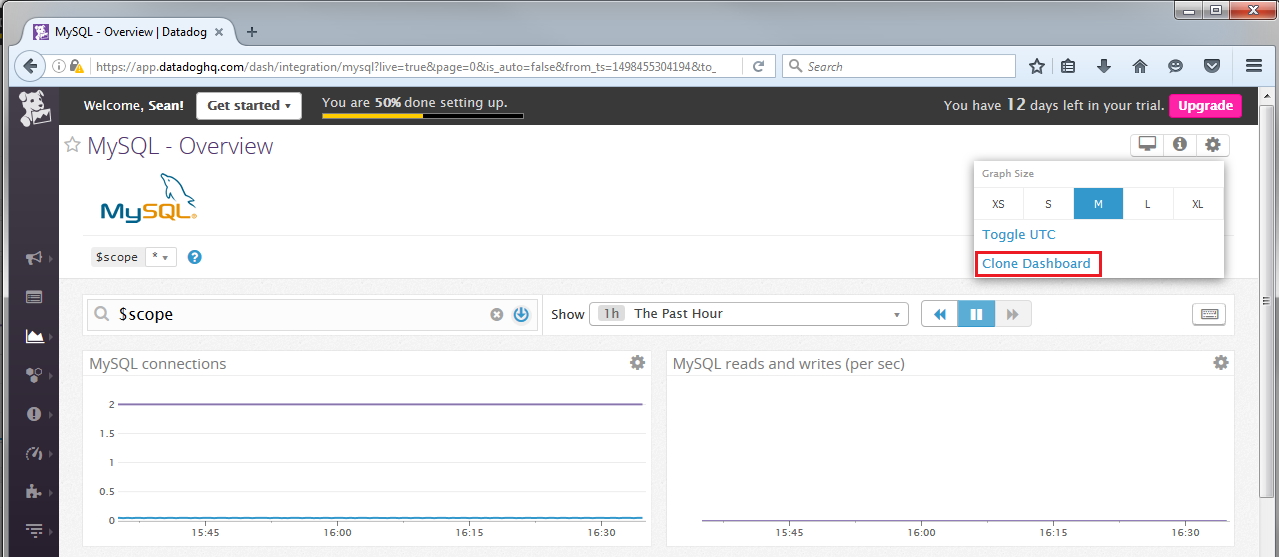 MySQL - Overview | Datadog
https://app.datadoghq.com/dash/integration/mysql?live=true&page=0&is_auto=false&from_ts=1498455304194&to_
Search
Welcome, Sean!
Get started
You are 50% done setting up.
You have 12 days left in your trial.
Upgrade
MySQL - Overview
MySQL
Graph Size
XS S M L XL
Toggle UTC
Clone Dashboard
$scope * ?
$scope
Show 1h The Past Hour
MySQL connections
2
1.5
1
0.5
0
15:45 16:00 16:15 16:30
MySQL reads and writes (per sec)
15:45 16:00 16:15 16:30